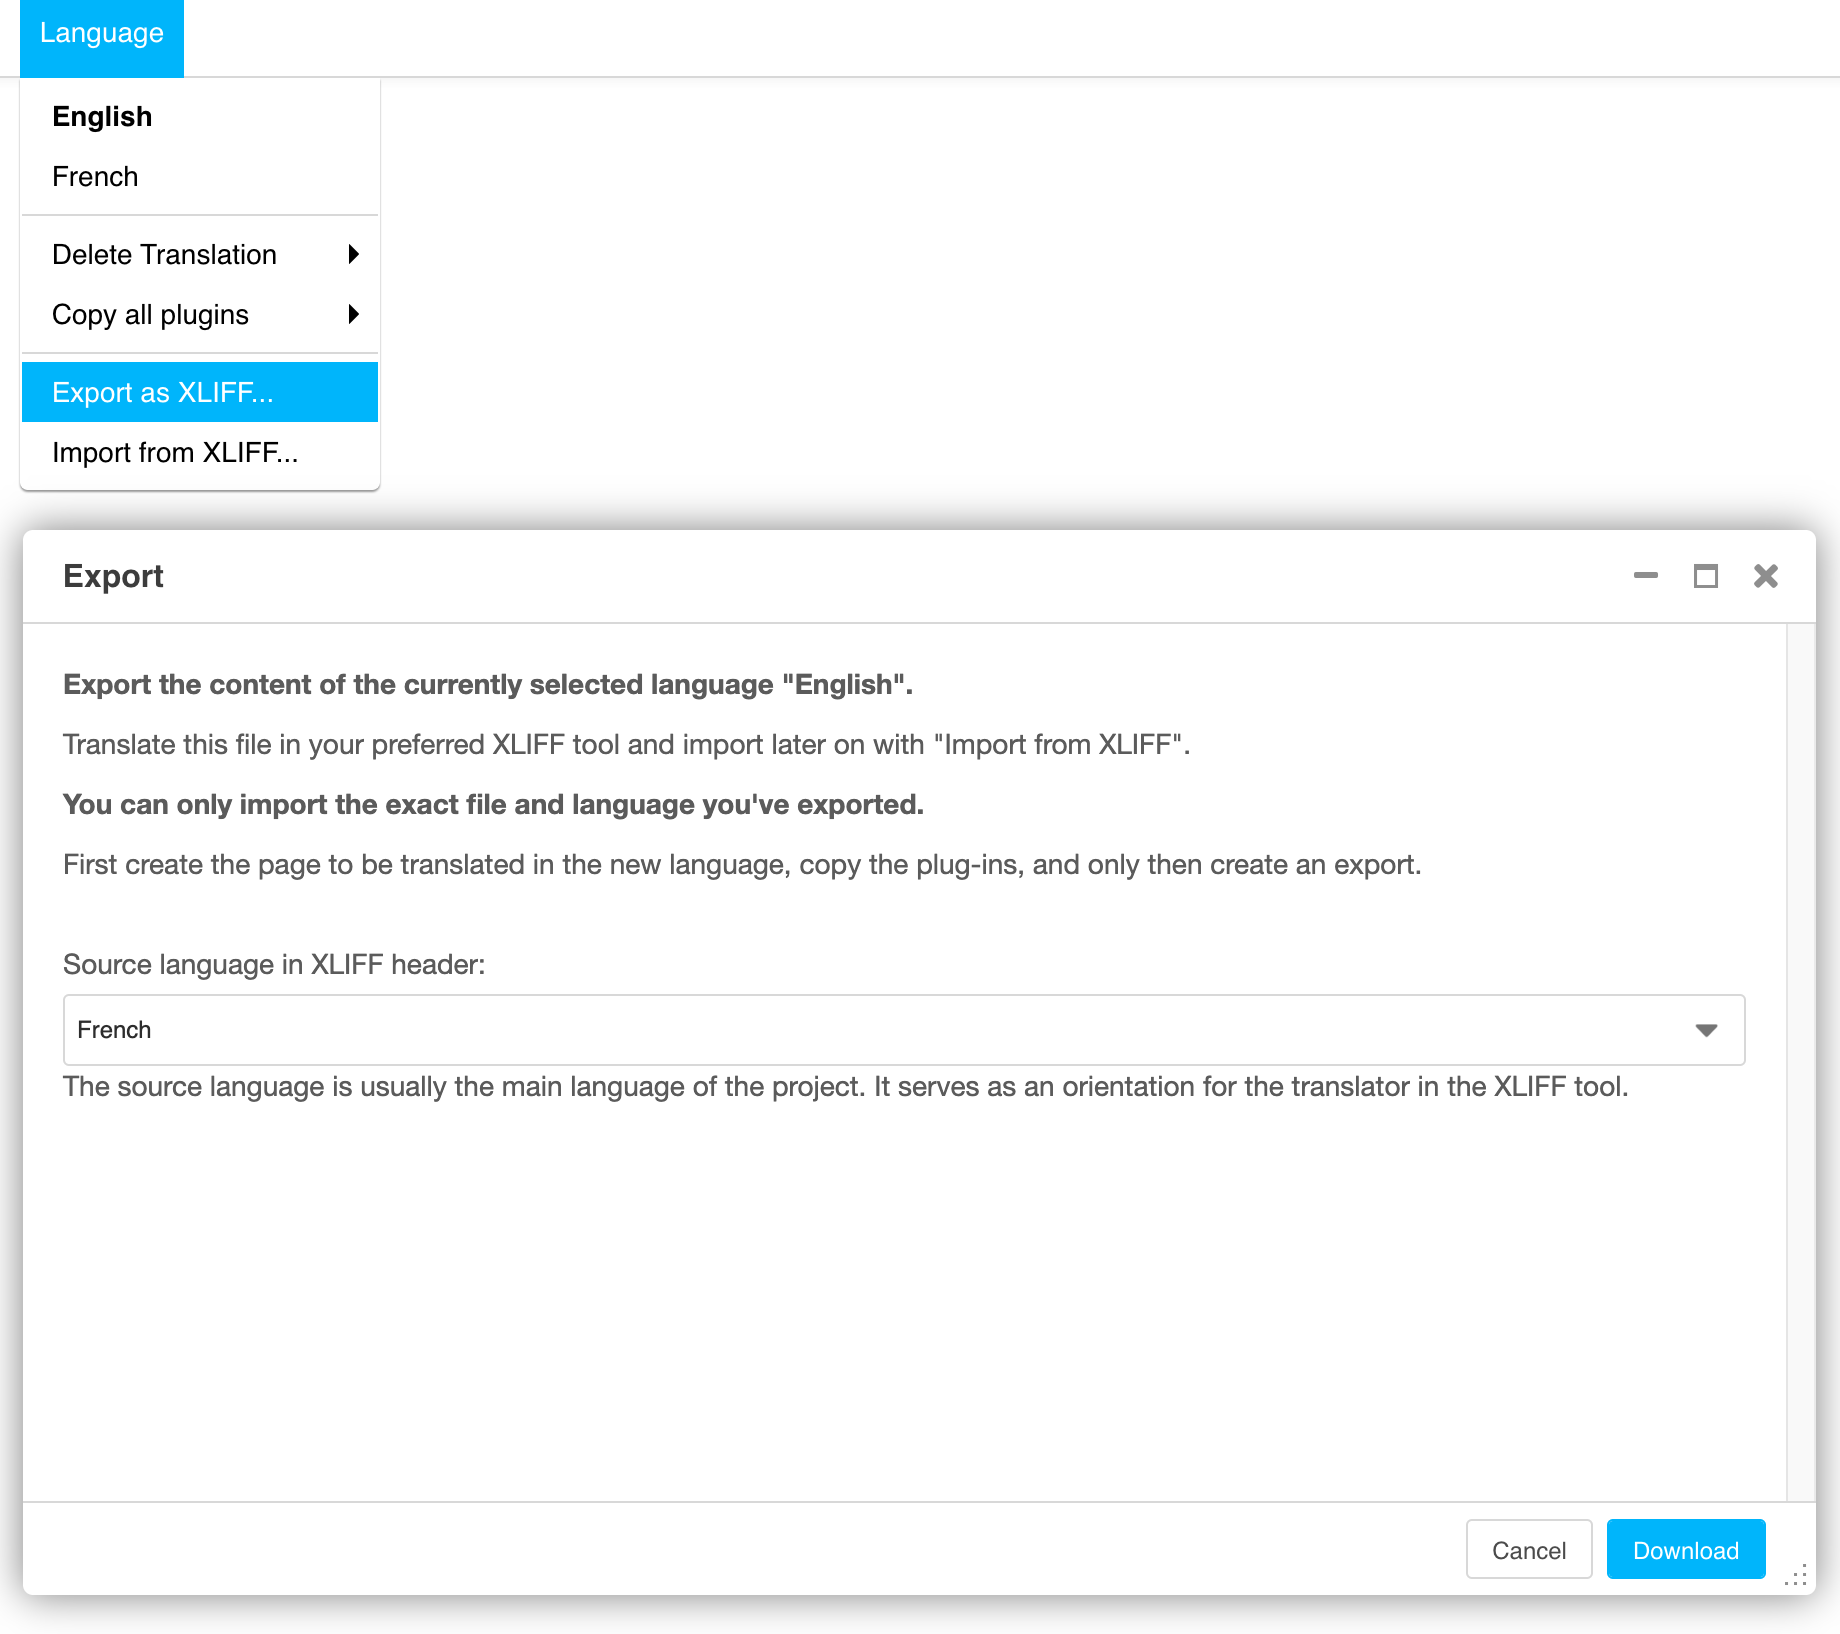 Language
English
French
Delete Translation
Copy all plugins
Export as XLIFF...
Import from XLIFF...
Export
Export the content of the currently selected language "English".
Translate this file in your preferred XLIFF tool and import later on with "Import from XLIFF".
You can only import the exact file and language you've exported.
First create the page to be translated in the new language, copy the plug-ins, and only then create an export.
Source language in XLIFF header:
French
The source language is usually the main language of the project. It serves as an orientation for the translator in the XLIFF tool.
Cancel
Download